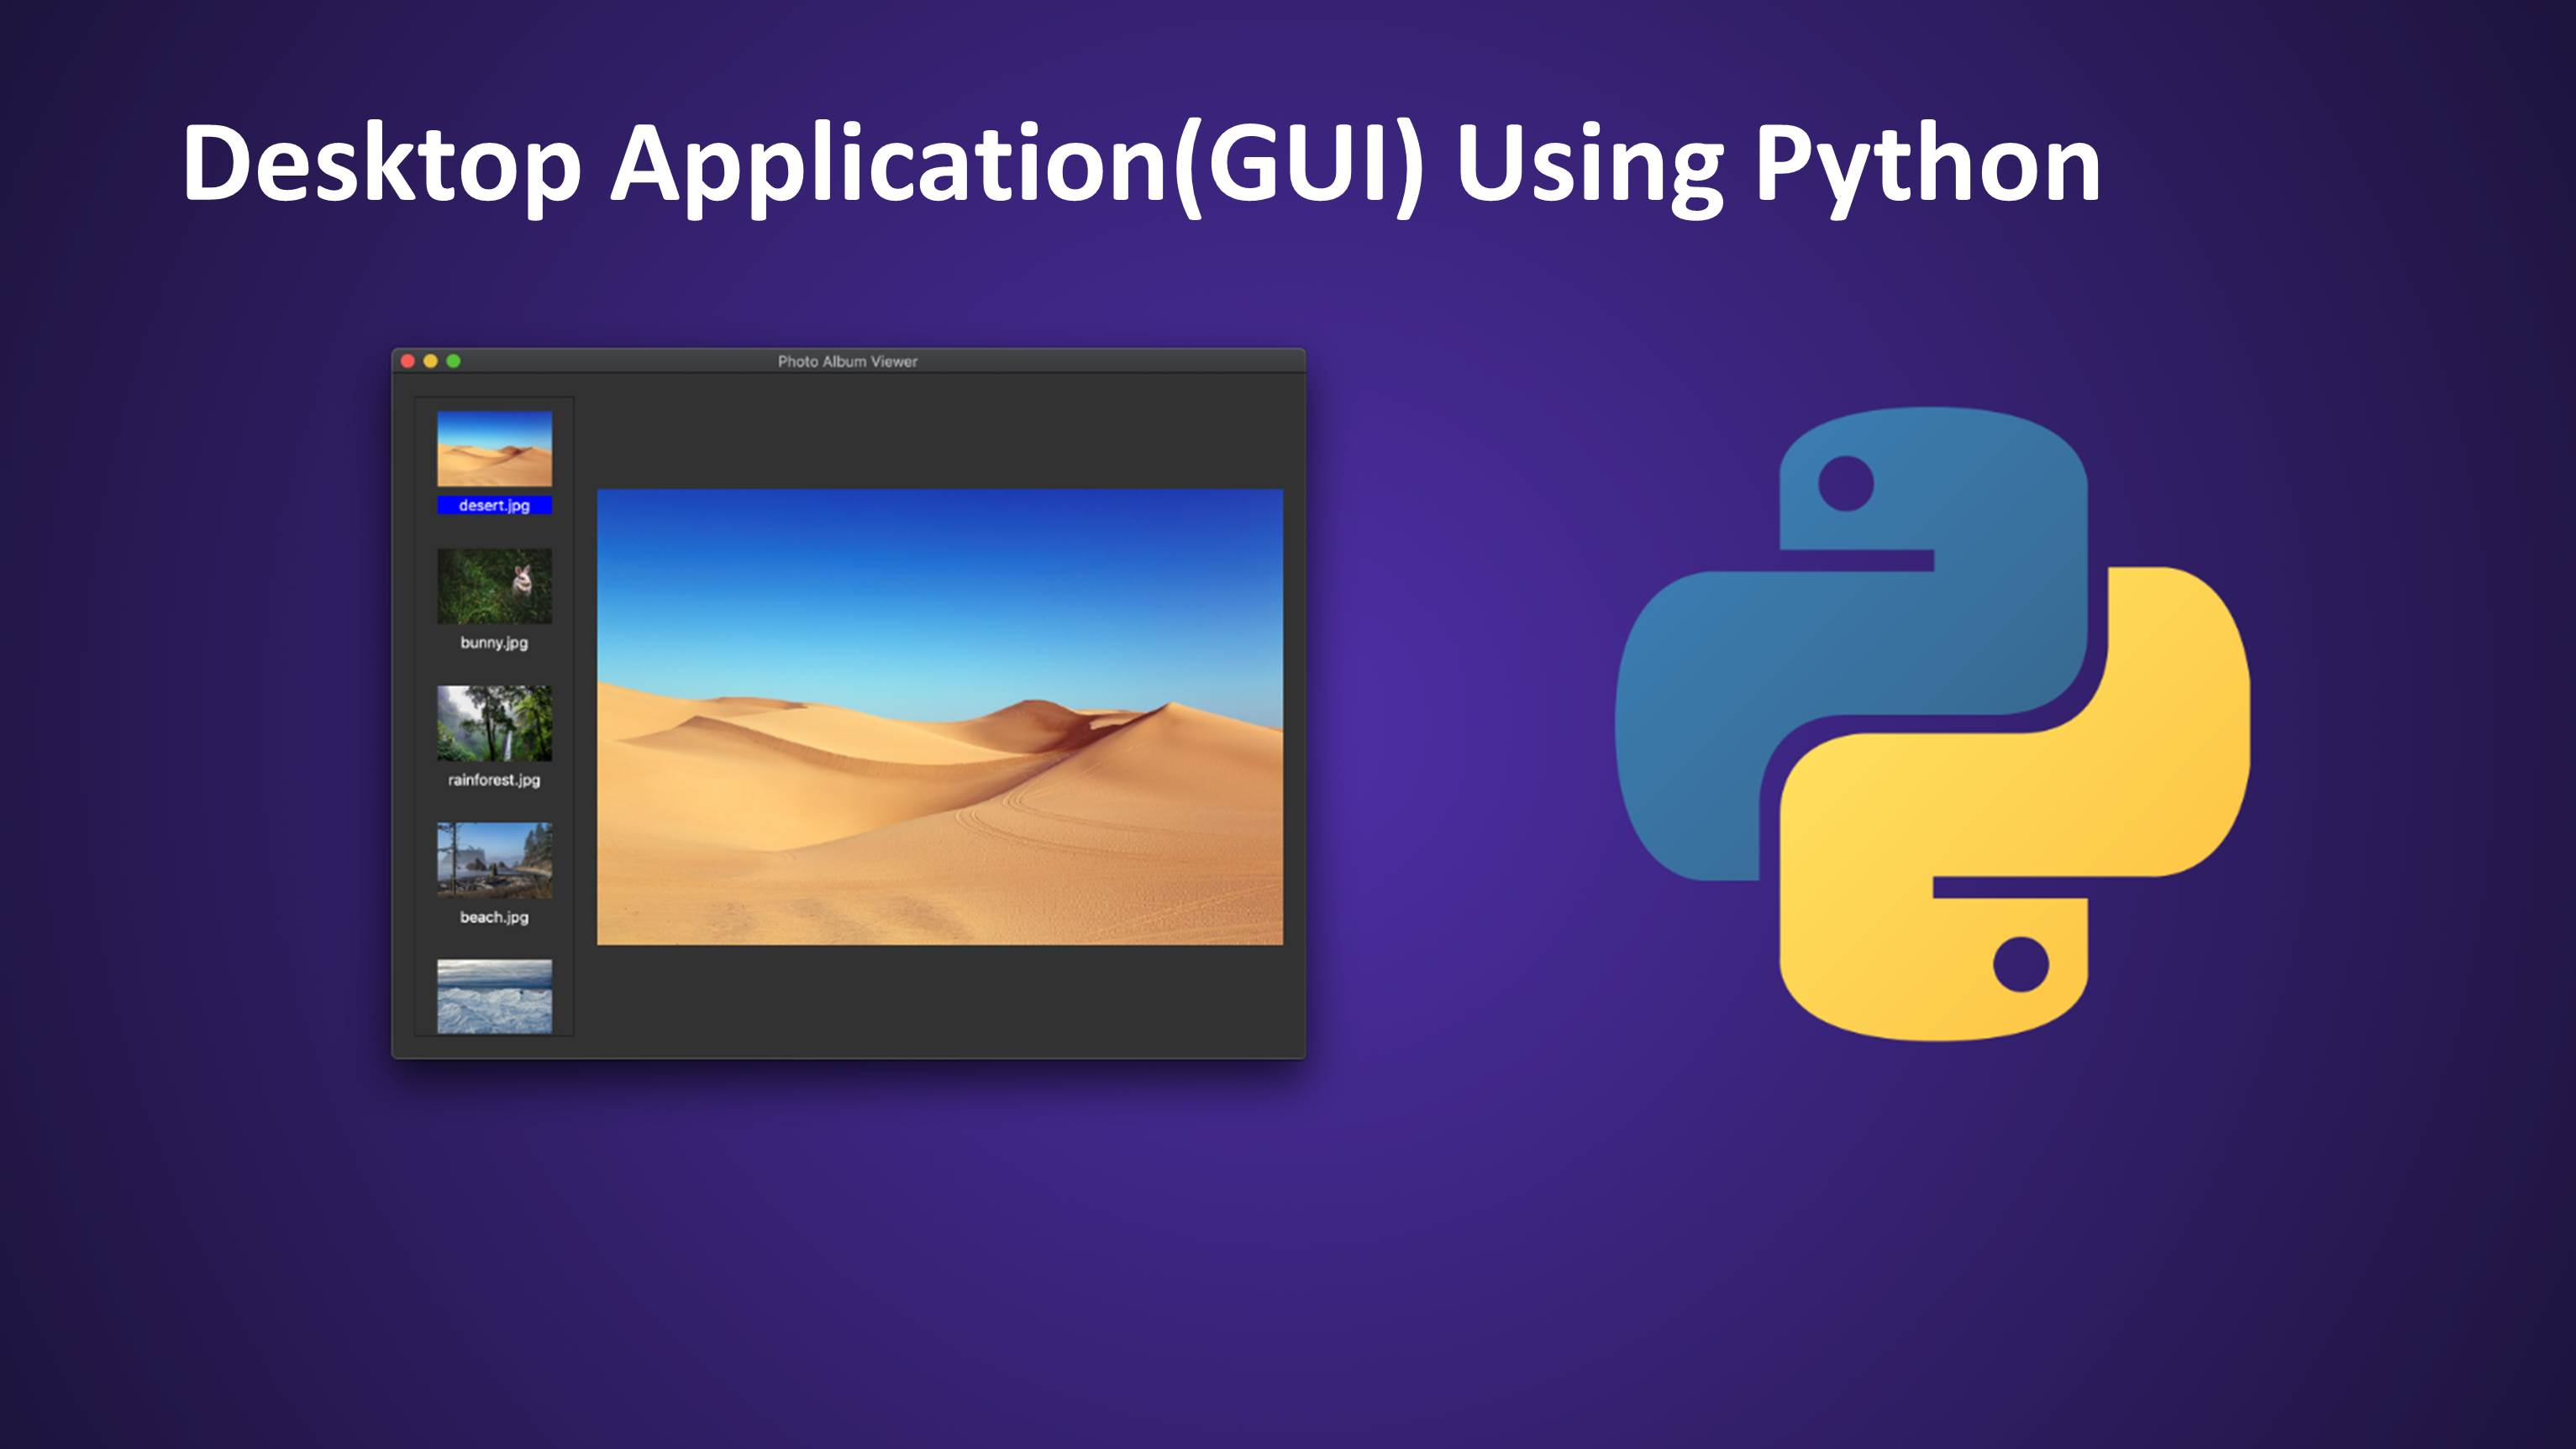 Desktop Application(GUI) Using Python
Photo Album Viewer
desert.jpg
bunny.jpg
rainforest.jpg
beach.jpg